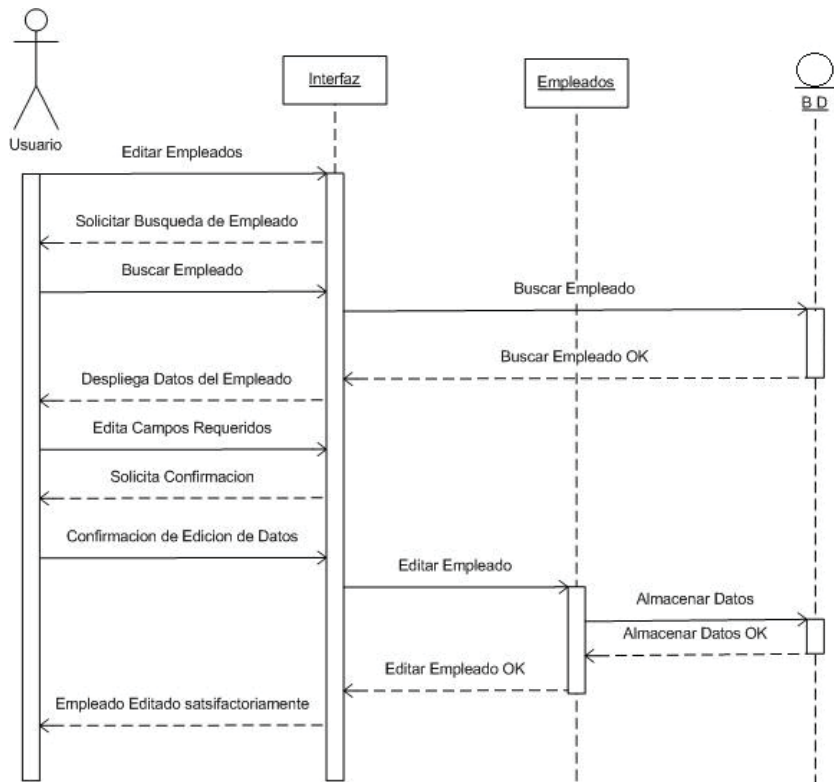 Usuario
Interfaz
Empleados
B D
Editar Empleados
Solicitar Busqueda de Empleado
Buscar Empleado
Buscar Empleado
Buscar Empleado OK
Despliega Datos del Empleado
Edita Campos Requeridos
Solicita Confirmacion
Confirmacion de Edicion de Datos
Editar Empleado
Almacenar Datos
Almacenar Datos OK
Editar Empleado OK
Empleado Editado satsifactoriamente